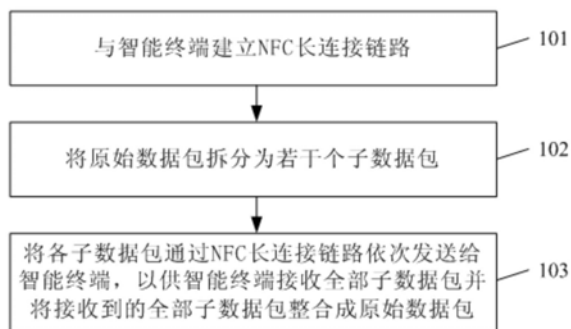 与智能终端建立NFC长连接链路
101
将原始数据包拆分为若干个子数据包
102
将各子数据包通过NFC长连接链路依次发送给
智能终端，以供智能终端接收全部子数据包并
将接收到的全部子数据包整合成原始数据包
103